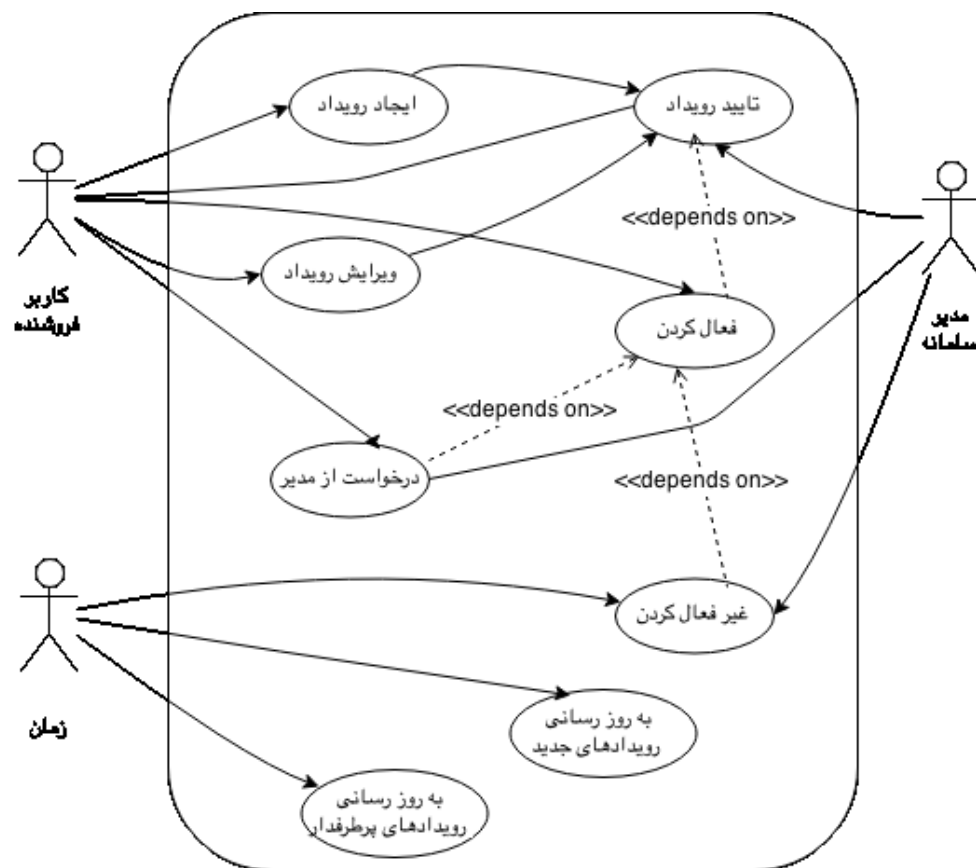 ایجاد رویداد
تایید رویداد
<<depends on>>
ویرایش رویداد
کاربر
فروشنده
فعال کردن
مدیر
سامانه
<<depends on>>
درخواست از مدیر
<<depends on>>
غیر فعال کردن
زمان
به روز رسانی
رویدادهای جدید
به روز رسانی
رویدادهای پرطرفدار